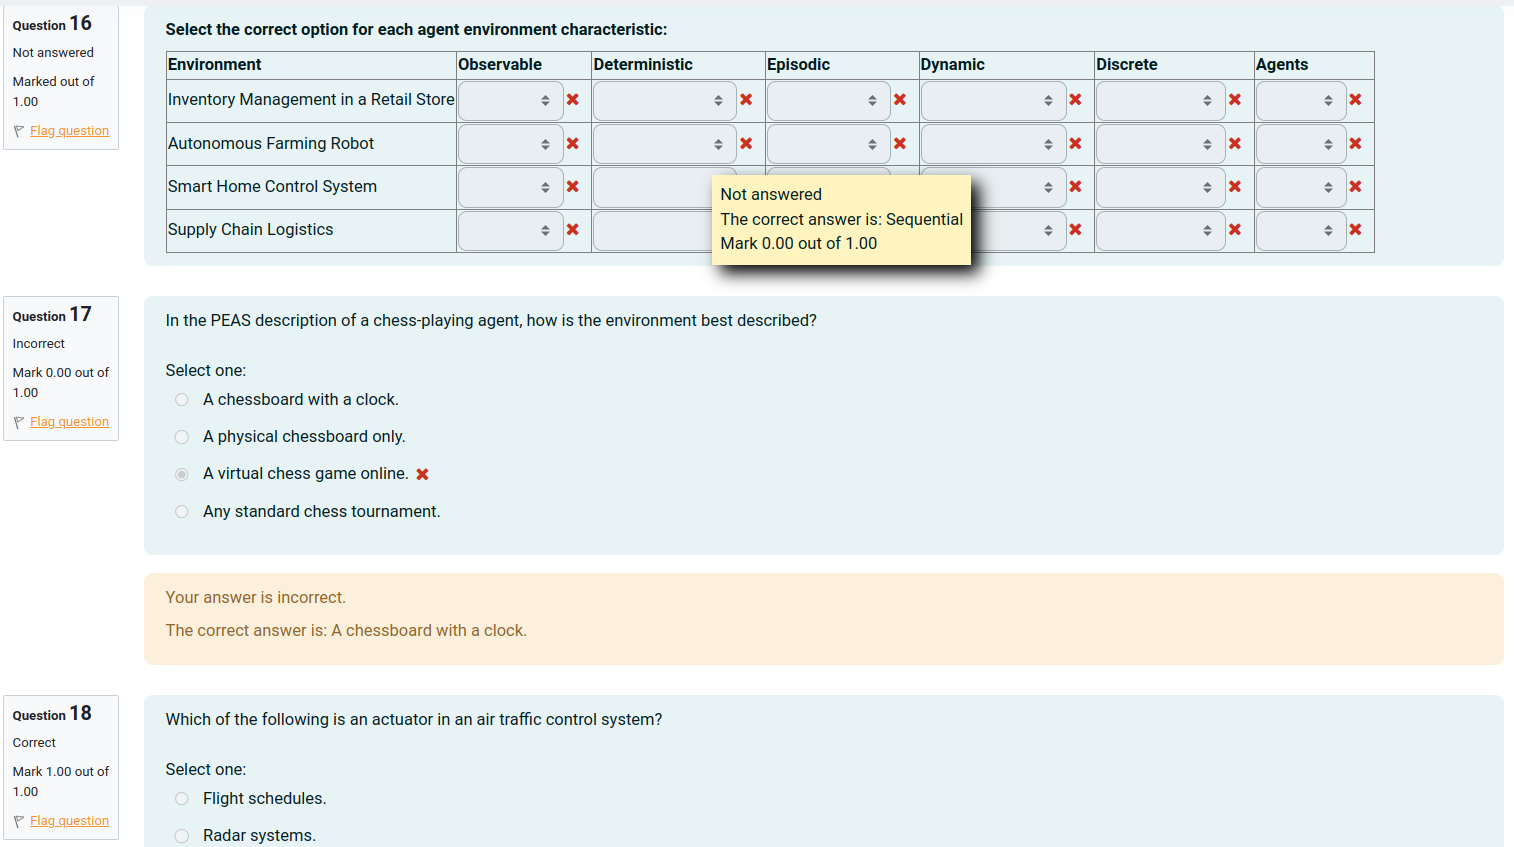 Question 16
Not answered
Marked out of
1.00
Flag question
Select the correct option for each agent environment characteristic:
Environment Observable Deterministic Episodic Dynamic Discrete Agents
Inventory Management in a Retail Store
Autonomous Farming Robot
Smart Home Control System
Supply Chain Logistics
Not answered
The correct answer is: Sequential
Mark 0.00 out of 1.00
Question 17
Incorrect
Mark 0.00 out of
1.00
Flag question
In the PEAS description of a chess-playing agent, how is the environment best described?
Select one:
A chessboard with a clock.
A physical chessboard only.
A virtual chess game online.
Any standard chess tournament.
Your answer is incorrect.
The correct answer is: A chessboard with a clock.
Question 18
Correct
Mark 1.00 out of
1.00
Flag question
Which of the following is an actuator in an air traffic control system?
Select one:
Flight schedules.
Radar systems.